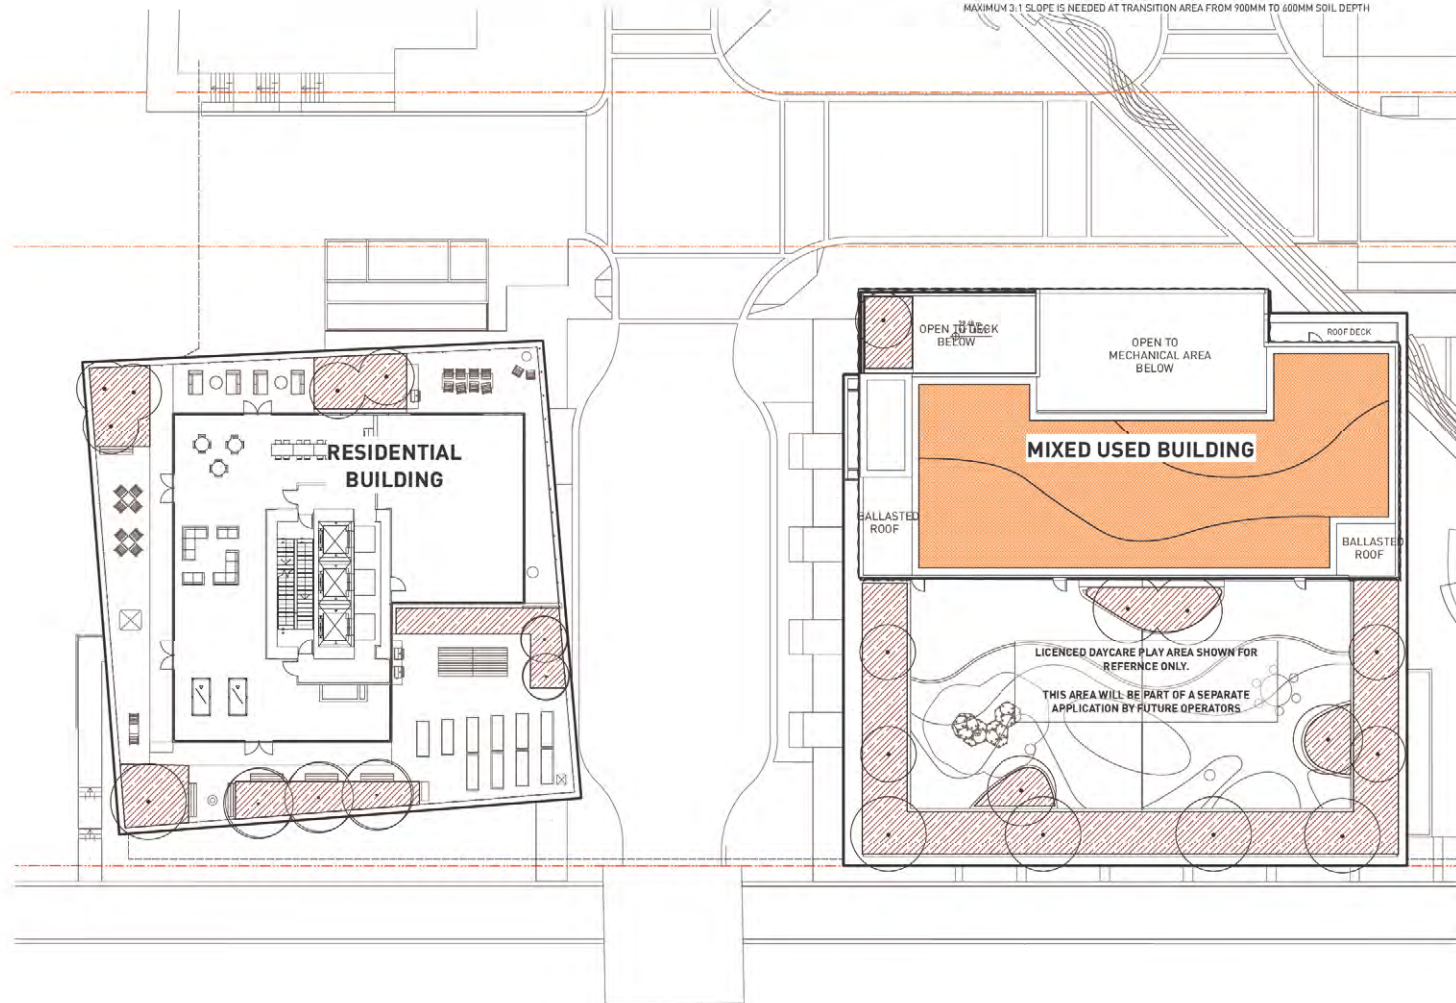 MAXIMUM 3:1 SLOPE IS NEEDED AT TRANSITION AREA FROM 900MM TO 600MM SOIL DEPTH
OPEN TO DECK
BELOW
ROOF DECK
OPEN TO
MECHANICAL AREA
BELOW
RESIDENTIAL
BUILDING
MIXED USED BUILDING
BALLASTED
ROOF
BALLASTED
ROOF
LICENCED DAYCARE PLAY AREA SHOWN FOR
REFERNCE ONLY.
THIS AREA WILL BE PART OF A SEPARATE
APPLICATION BY FUTURE OPERATORS